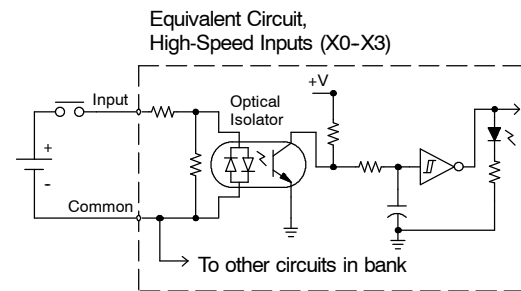 Equivalent Circuit,
High-Speed Inputs (X0-X3)
+V
Input
Optical
Isolator
+
-
Common
To other circuits in bank